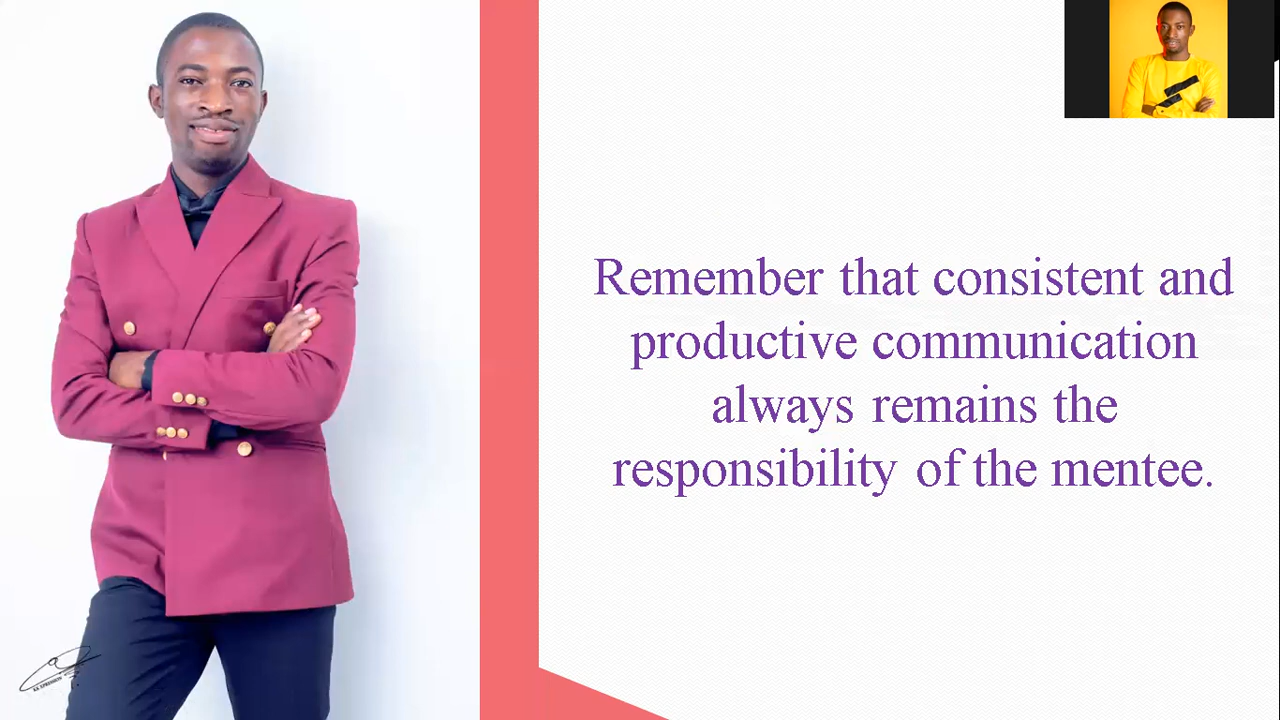 Remember that consistent and
productive communication
always remains the
responsibility of the mentee.